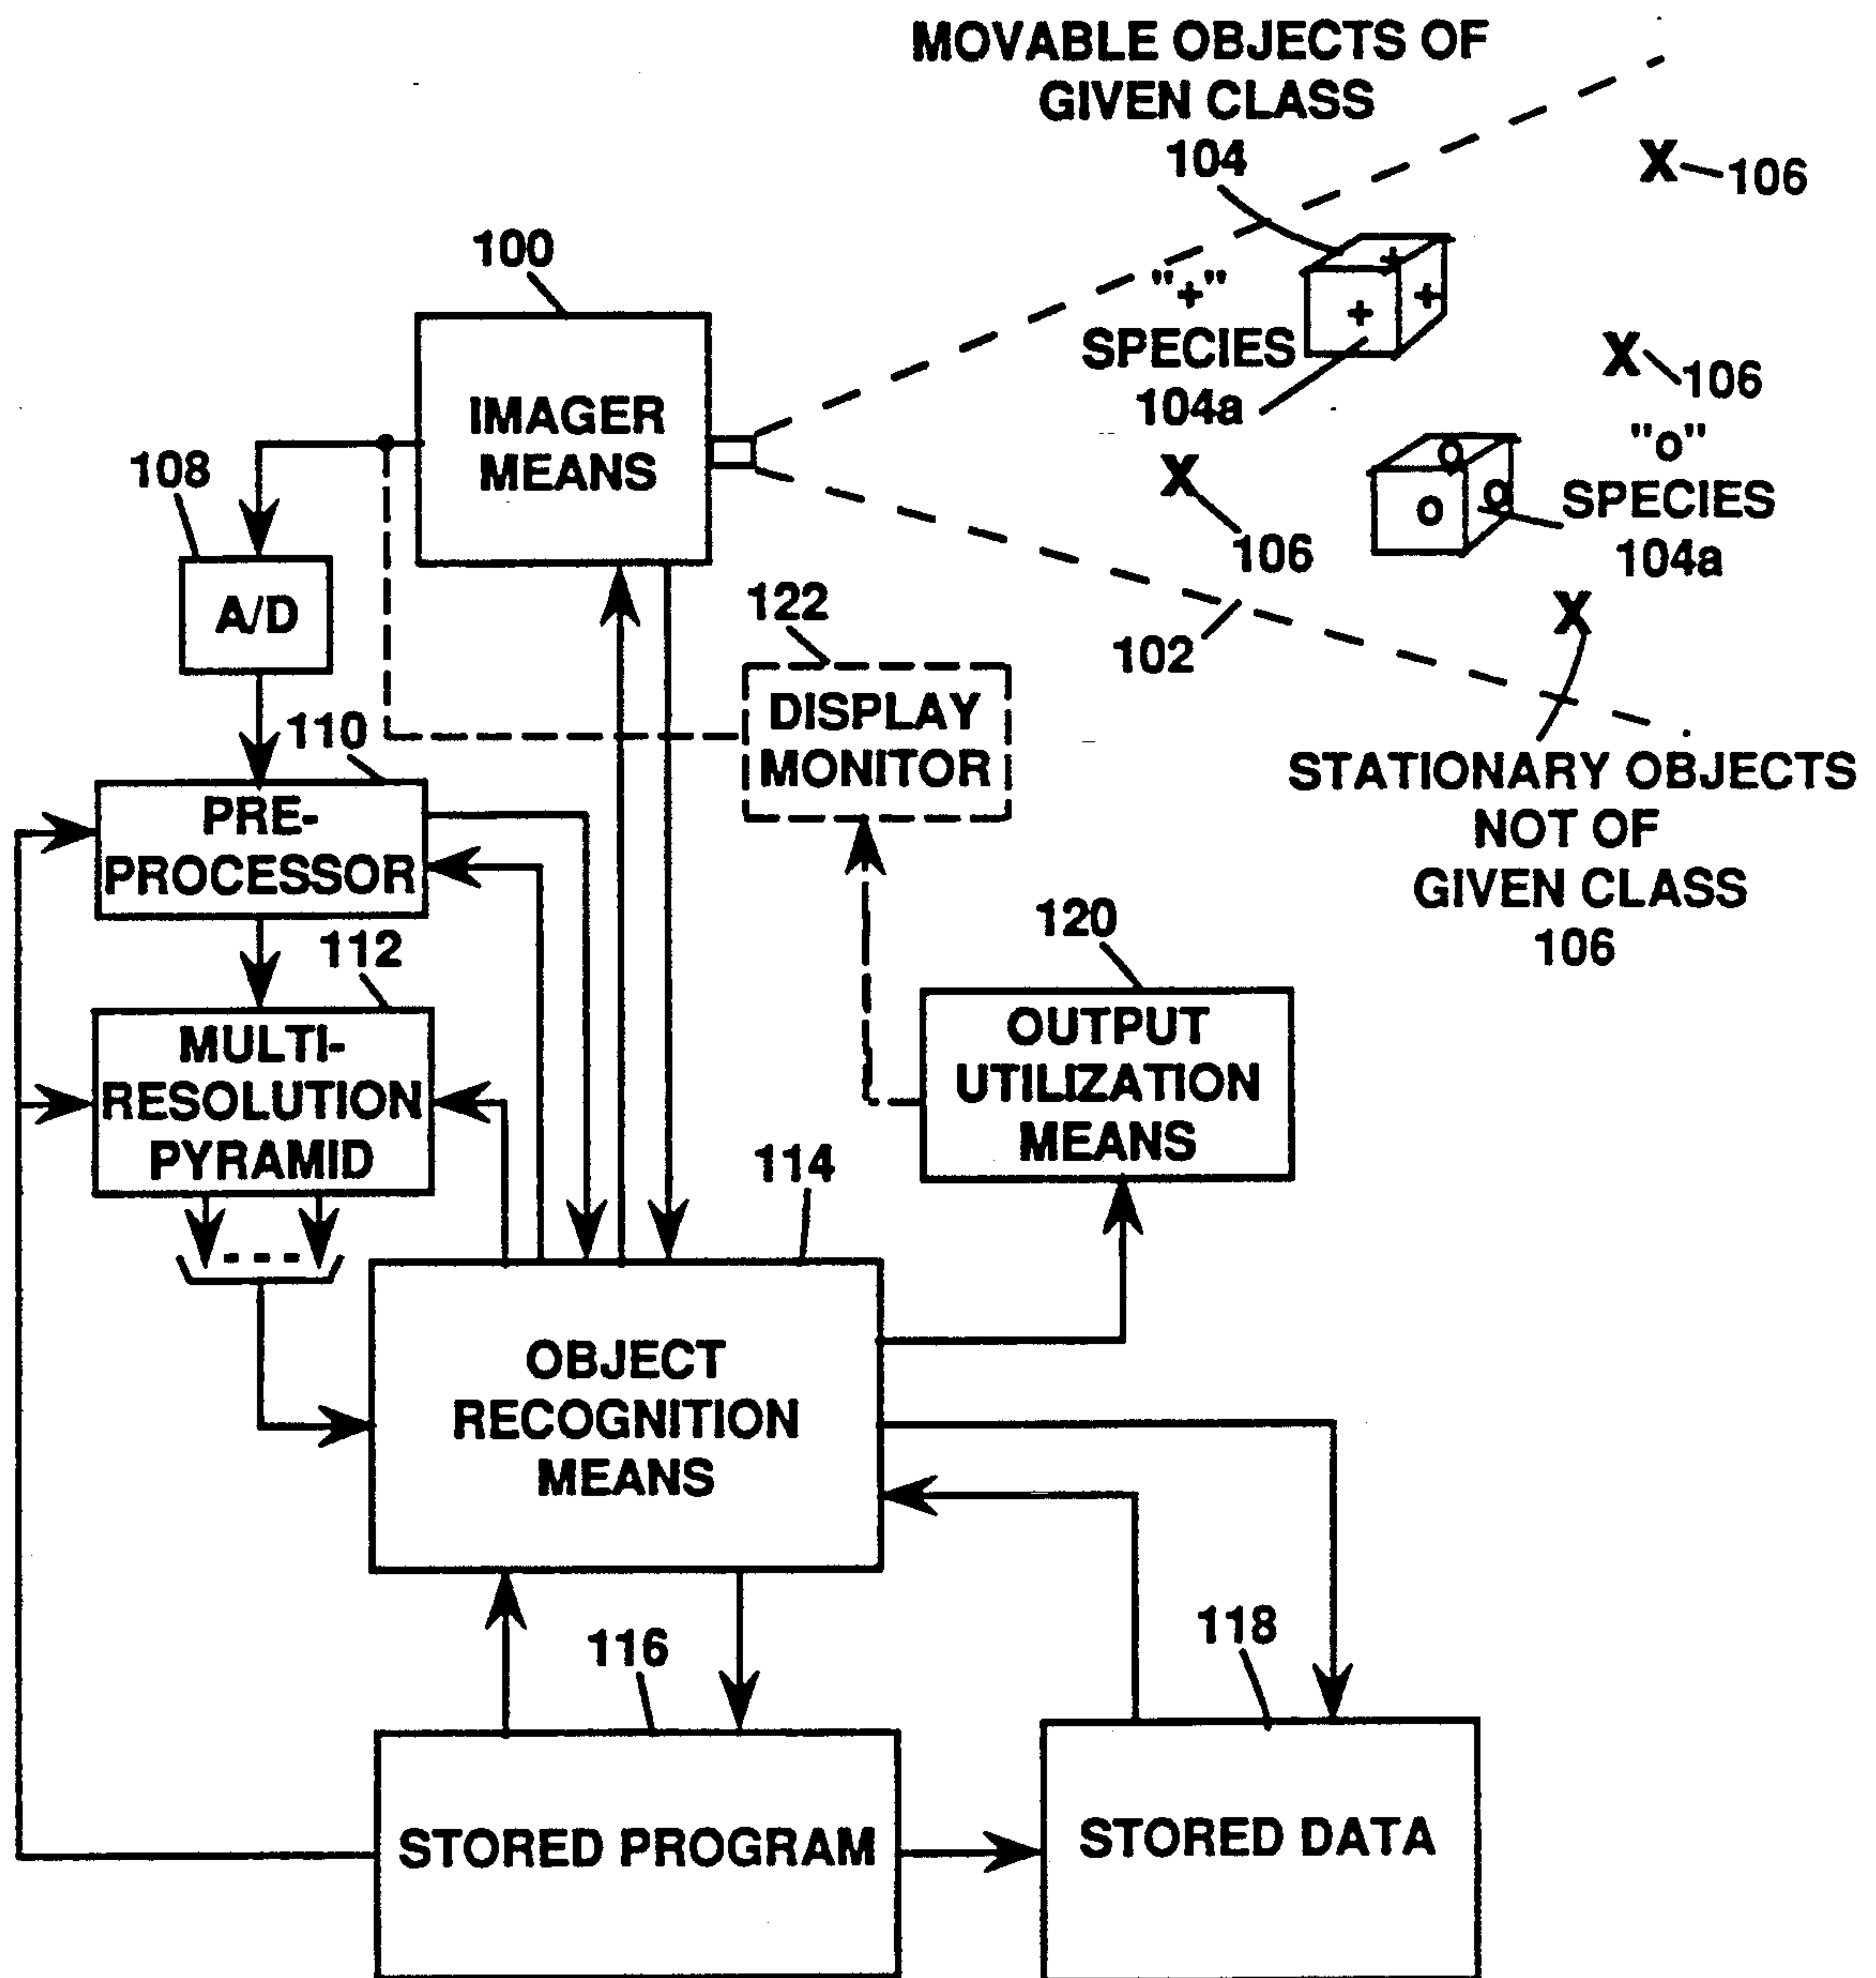 MOVABLE OBJECTS OF
GIVEN CLASS
104
X
106
100
"+"
SPECIES
104a
+
+
+
X
106
IMAGER
MEANS
"o"
SPECIES
104a
o
o
o
X
106
108
A/D
122
102
X
DISPLAY
MONITOR
STATIONARY OBJECTS
NOT OF
GIVEN CLASS
106
110
PRE-
PROCESSOR
112
120
MULTI-
RESOLUTION
PYRAMID
OUTPUT
UTILIZATION
MEANS
114
OBJECT
RECOGNITION
MEANS
116
118
STORED PROGRAM
STORED DATA